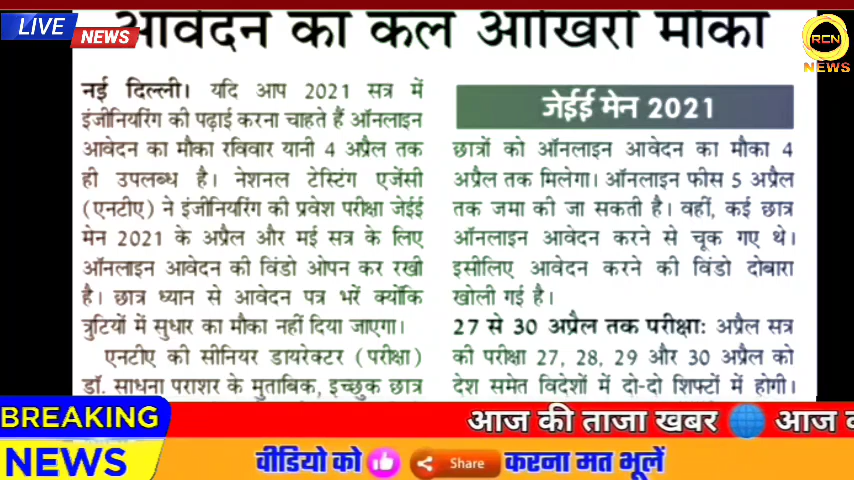 LIVE
NEWS
आवेदन का कल आखिरी मौका
RCN
NEWS
नई दिल्ली। यदि आप 2021 सत्र में
इंजीनियरिंग की पढ़ाई करना चाहते हैं ऑनलाइन
आवेदन का मौका रविवार यानी 4 अप्रैल तक
ही उपलब्ध है। नेशनल टेस्टिंग एजेंसी
(एनटीए) ने इंजीनियरिंग की प्रवेश परीक्षा जेईई
मेन 2021 के अप्रैल और मई सत्र के लिए
ऑनलाइन आवेदन की विंडो ओपन कर रखी
है। छात्र ध्यान से आवेदन पत्र भरें क्योंकि
त्रुटियों में सुधार का मौका नहीं दिया जाएगा।
एनटीए की सीनियर डायरेक्टर (परीक्षा)
डॉ. साधना पराशर के मुताबिक, इच्छुक छात्र
जेईई मेन 2021
छात्रों को ऑनलाइन आवेदन का मौका 4
अप्रैल तक मिलेगा। ऑनलाइन फीस 5 अप्रैल
तक जमा की जा सकती है। वहीं, कई छात्र
ऑनलाइन आवेदन करने से चूक गए थे।
इसीलिए आवेदन करने की विंडो दोबारा
खोली गई है।
27 से 30 अप्रैल तक परीक्षा: अप्रैल सत्र
की परीक्षा 27, 28, 29 और 30 अप्रैल को
देश समेत विदेशों में दो-दो शिफ्टों में होगी।
BREAKING
NEWS
आज की ताजा खबर आज क
वीडियो को Share करना मत भूलें